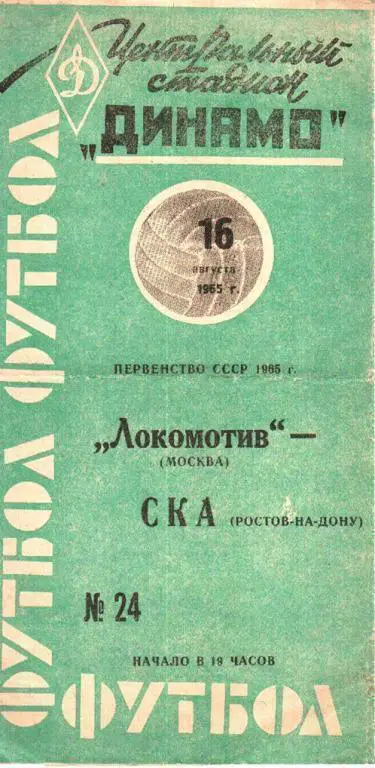 Д
Центральный
стадион
„ДИНАМО"
16
августа
1965 г.
ПЕРВЕНСТВО СССР 1965 г.
„Локомотив“ —
(МОСКВА)
СКА (РОСТОВ-НА-ДОНУ)
№ 24
НАЧАЛО В 19 ЧАСОВ
ФУТБОЛ
ФУТБОЛ
ФУТБОЛ